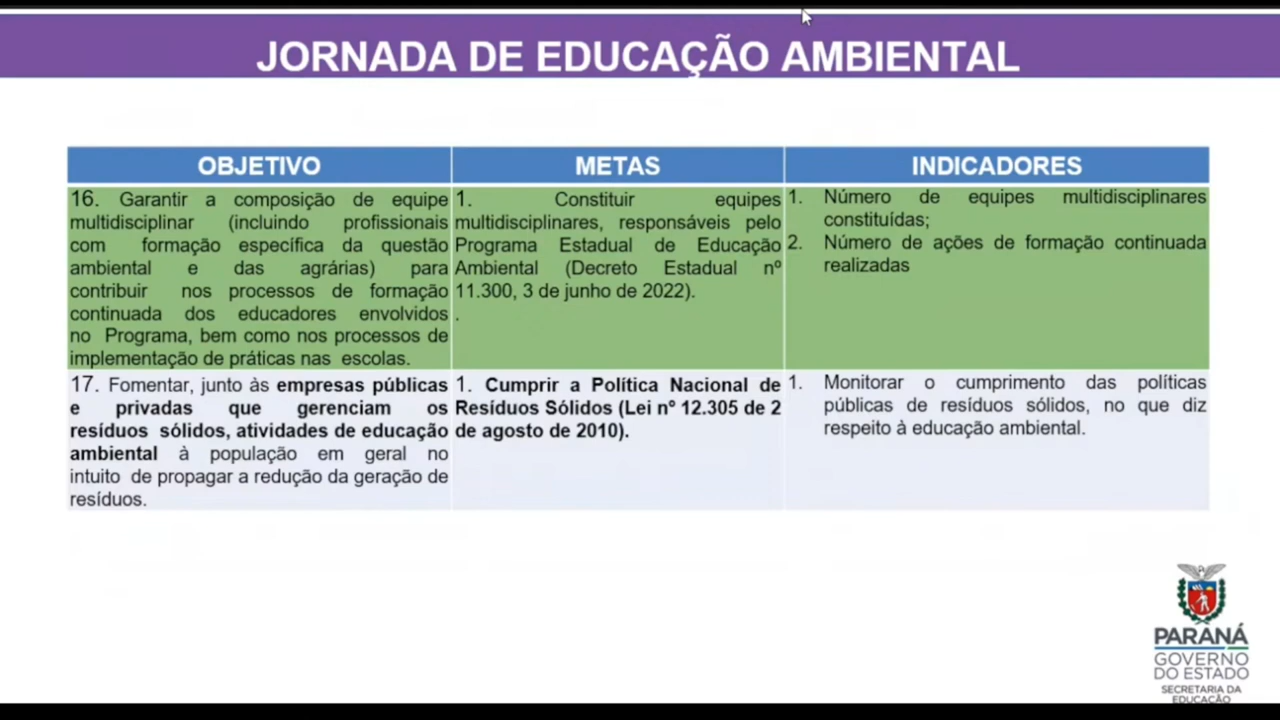 JORNADA DE EDUCAÇÃO AMBIENTAL
OBJETIVO
METAS
INDICADORES
16. Garantir a composição de equipe
multidisciplinar (incluindo profissionais
com formação específica da questão
ambiental e das agrárias) para
contribuir nos processos de formação
continuada dos educadores envolvidos
no Programa, bem como nos processos de
implementação de práticas nas escolas.
1. Constituir equipes
multidisciplinares, responsáveis pelo
Programa Estadual de Educação
Ambiental (Decreto Estadual nº
11.300, 3 de junho de 2022).
.
1. Número de equipes multidisciplinares
constituídas;
2. Número de ações de formação continuada
realizadas
17. Fomentar, junto às empresas públicas
e privadas que gerenciam os
resíduos sólidos, atividades de educação
ambiental à população em geral no
intuito de propagar a redução da geração de
resíduos.
1. Cumprir a Política Nacional de
Resíduos Sólidos (Lei nº 12.305 de 2
de agosto de 2010).
1. Monitorar o cumprimento das políticas
públicas de resíduos sólidos, no que diz
respeito à educação ambiental.
PARANÁ
GOVERNO
DO ESTADO
SECRETARIA DA
EDUCAÇÃO